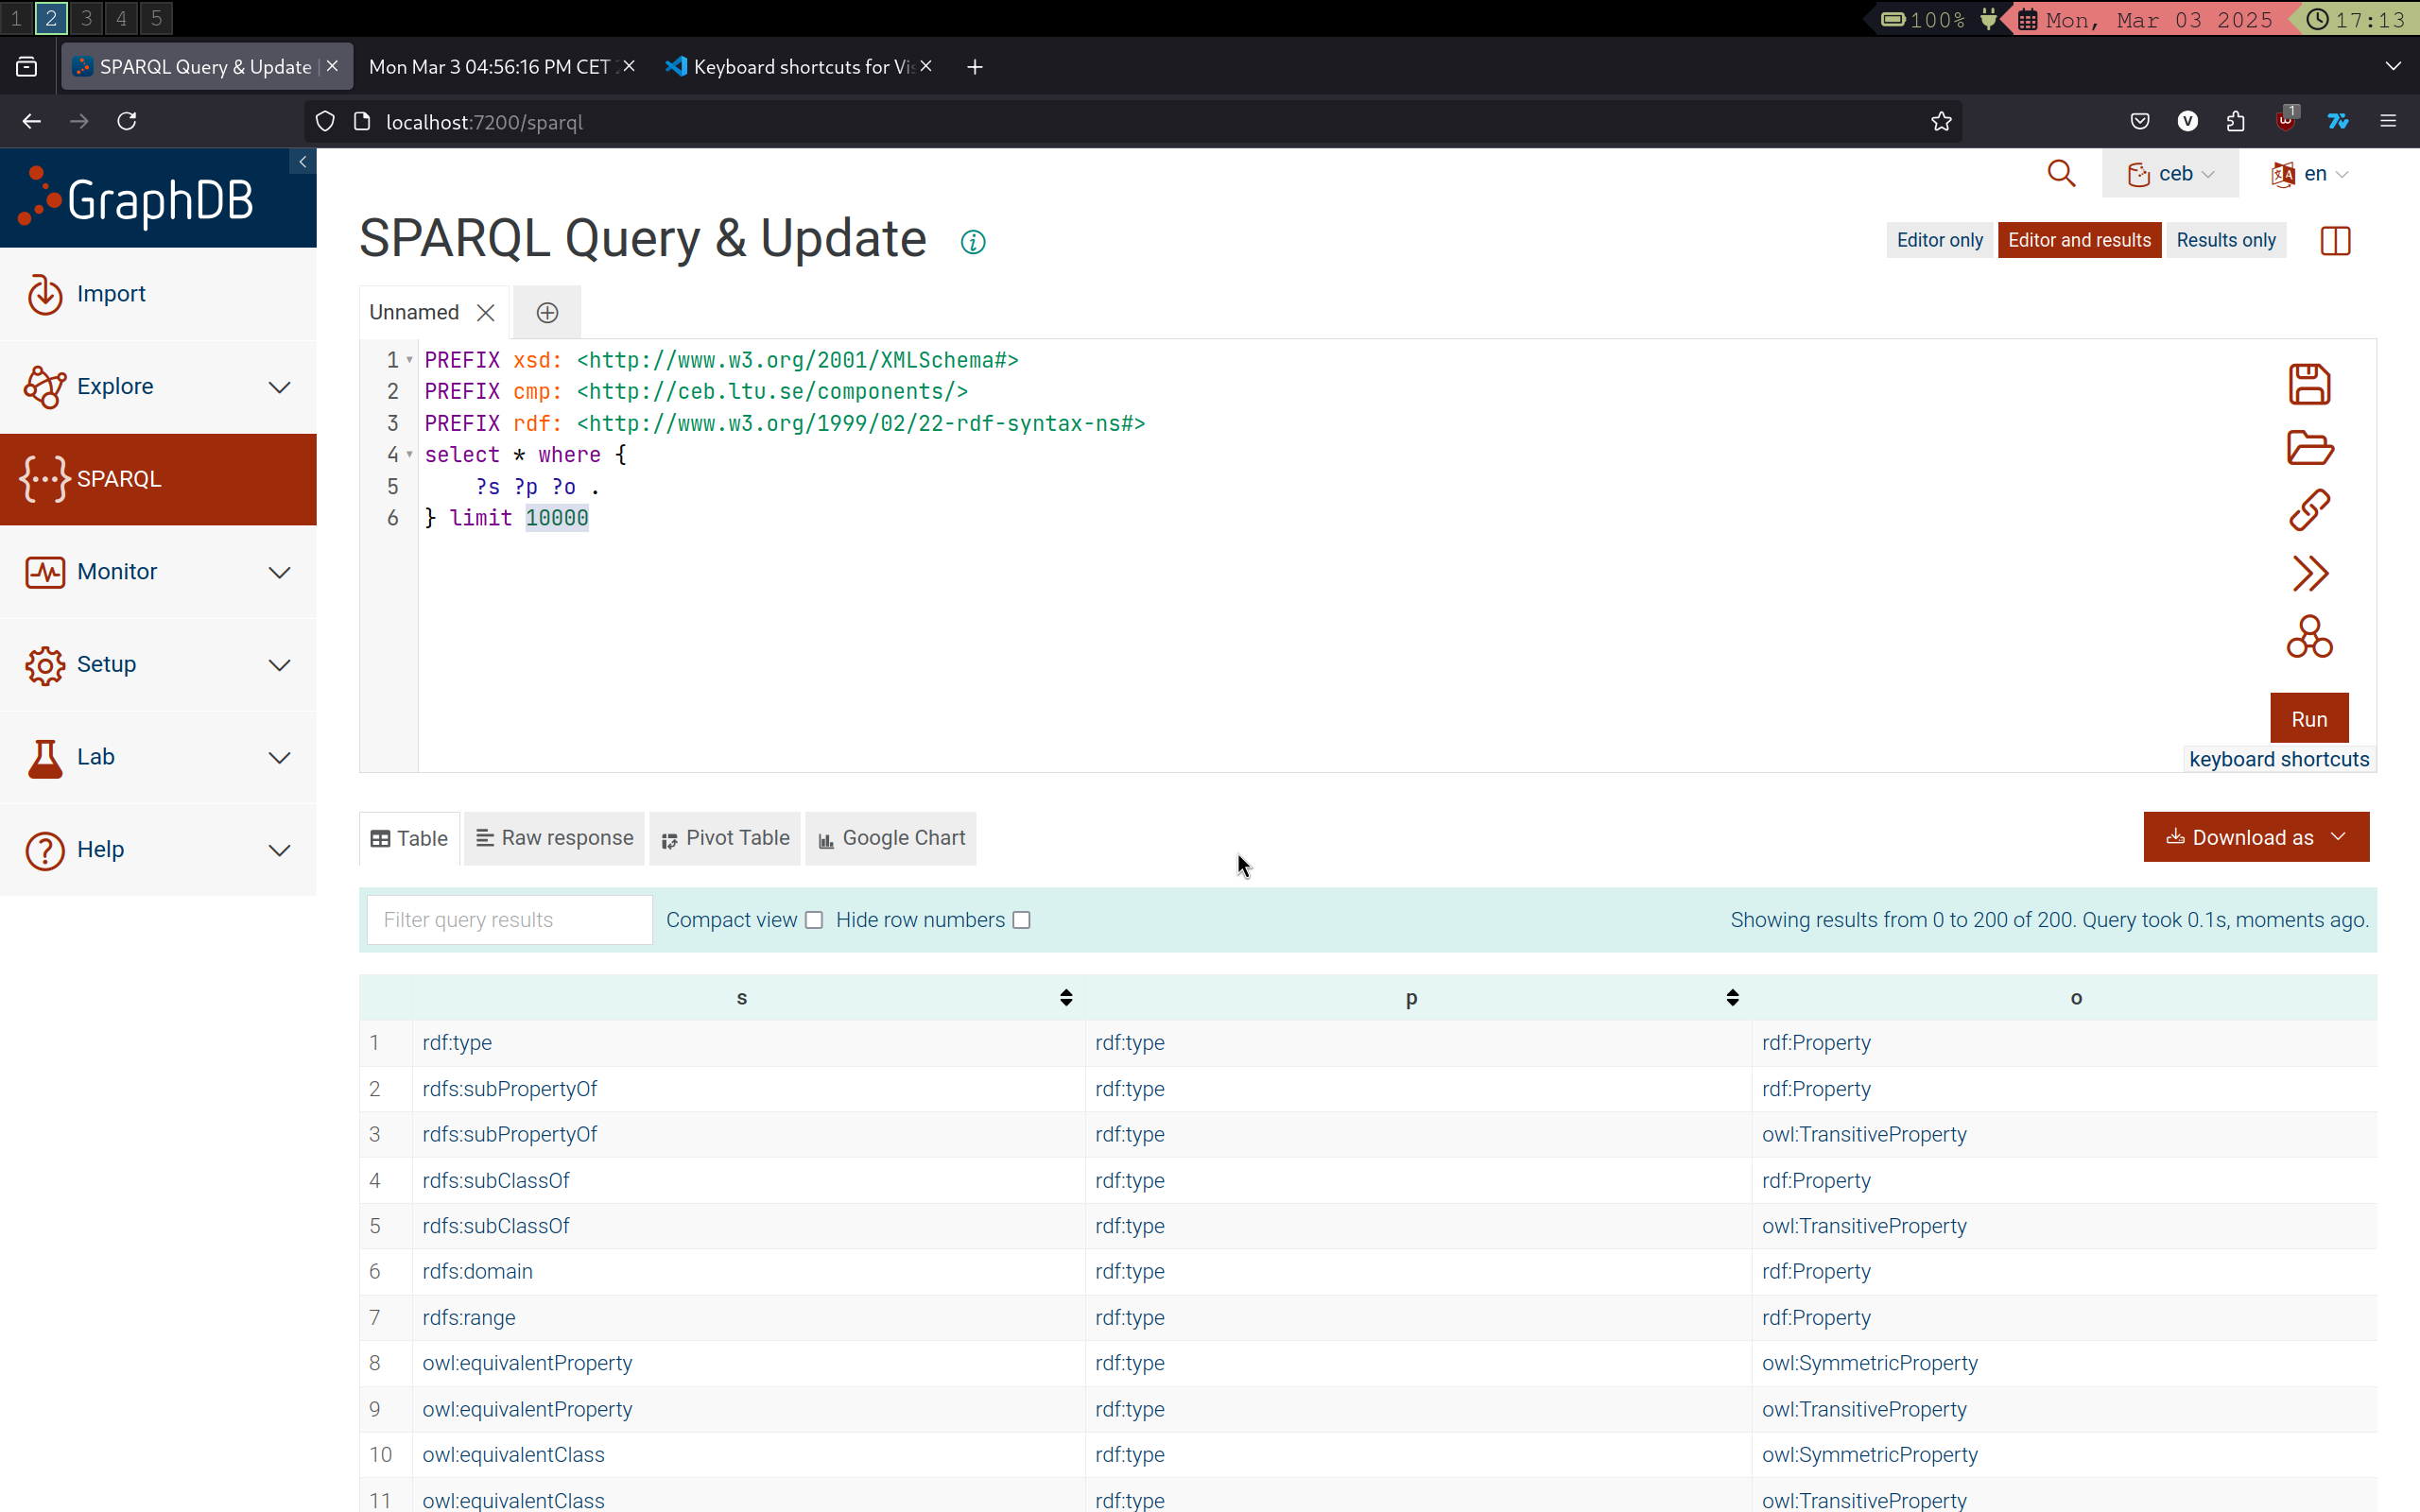 1 2 3 4 5
100% Mon, Mar 03 2025 17:13
SPARQL Query & Update
Mon Mar 3 04:56:16 PM CET
Keyboard shortcuts for Vi
localhost:7200/sparql
1
GraphDB
ceb
en
Import
Explore
SPARQL
Monitor
Setup
Lab
Help
SPARQL Query & Update
Editor only
Editor and results
Results only
Unnamed
1 PREFIX xsd: <http://www.w3.org/2001/XMLSchema#>
2 PREFIX cmp: <http://ceb.ltu.se/components/>
3 PREFIX rdf: <http://www.w3.org/1999/02/22-rdf-syntax-ns#>
4 select * where {
5 ?s ?p ?o .
6 } limit 10000
Run
keyboard shortcuts
Table
Raw response
Pivot Table
Google Chart
Download as
Filter query results
Compact view
Hide row numbers
Showing results from 0 to 200 of 200. Query took 0.1s, moments ago.
s p o
1 rdf:type rdf:type rdf:Property
2 rdfs:subPropertyOf rdf:type rdf:Property
3 rdfs:subPropertyOf rdf:type owl:TransitiveProperty
4 rdfs:subClassOf rdf:type rdf:Property
5 rdfs:subClassOf rdf:type owl:TransitiveProperty
6 rdfs:domain rdf:type rdf:Property
7 rdfs:range rdf:type rdf:Property
8 owl:equivalentProperty rdf:type owl:SymmetricProperty
9 owl:equivalentProperty rdf:type owl:TransitiveProperty
10 owl:equivalentClass rdf:type owl:SymmetricProperty
11 owl:equivalentClass rdf:type owl:TransitiveProperty